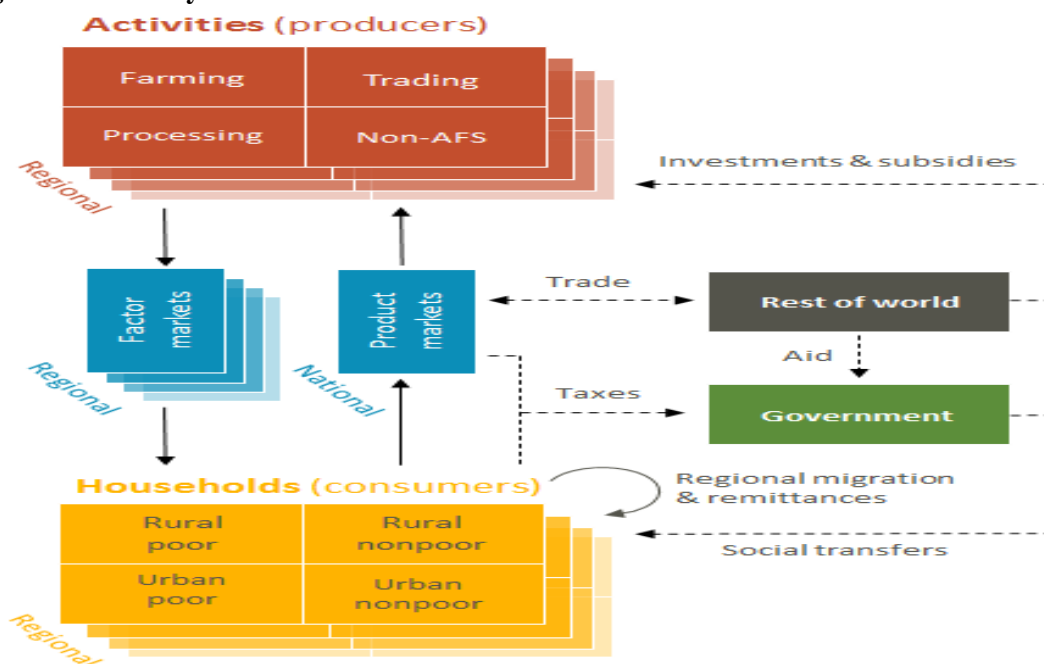 Activities (producers)
Farming
Trading
Processing
Non-AFS
Regional
Investments & subsidies
Factor
markets
Regional
Product
markets
National
Trade
Rest of world
Aid
Taxes
Government
Households (consumers)
Regional migration
& remittances
Rural
poor
Rural
nonpoor
Social transfers
Urban
poor
Urban
nonpoor
Regional